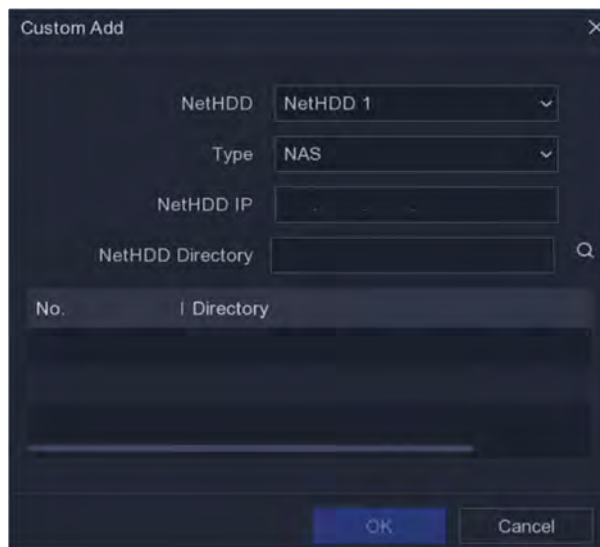 Custom Add
NetHDD NetHDD 1
Type NAS
NetHDD IP . . .
NetHDD Directory
No. Directory
OK Cancel